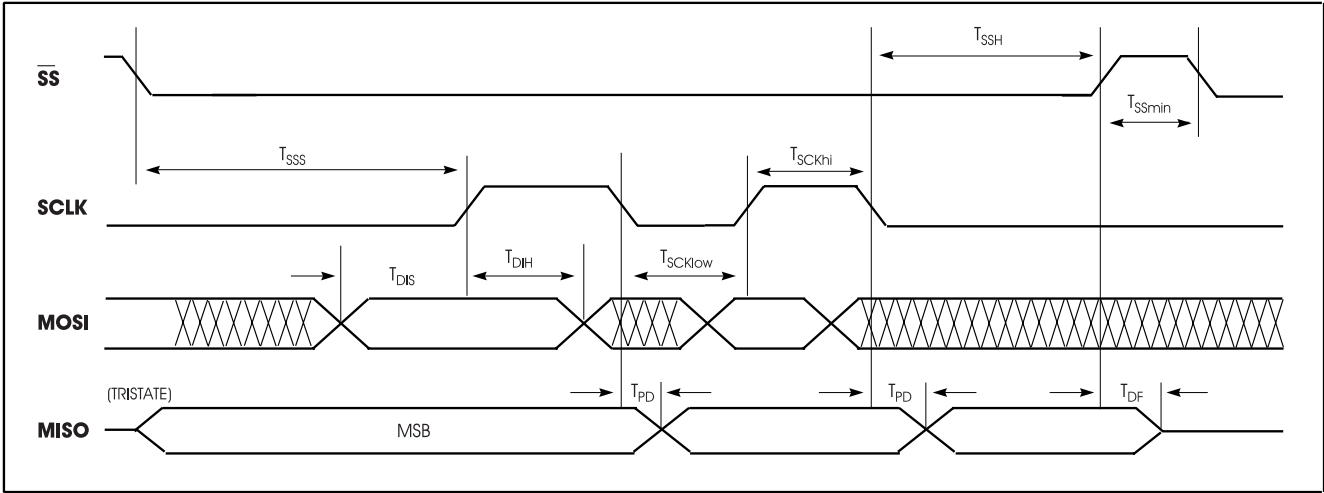 T_SSH
SS
T_SSmin
T_SSS
T_SCKhi
SCLK
T_DIH
T_SCKlow
T_DIS
MOSI
(TRISTATE)
T_PD
T_PD
T_DF
MISO
MSB